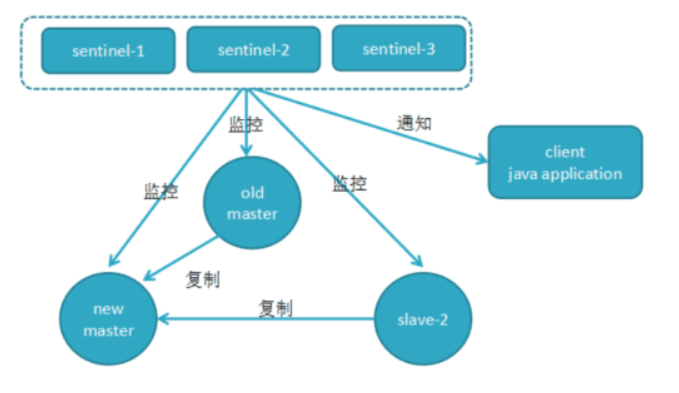 sentinel-1
sentinel-2
sentinel-3
监控
通知
client
java application
监控
监控
old
master
复制
复制
new
master
slave-2